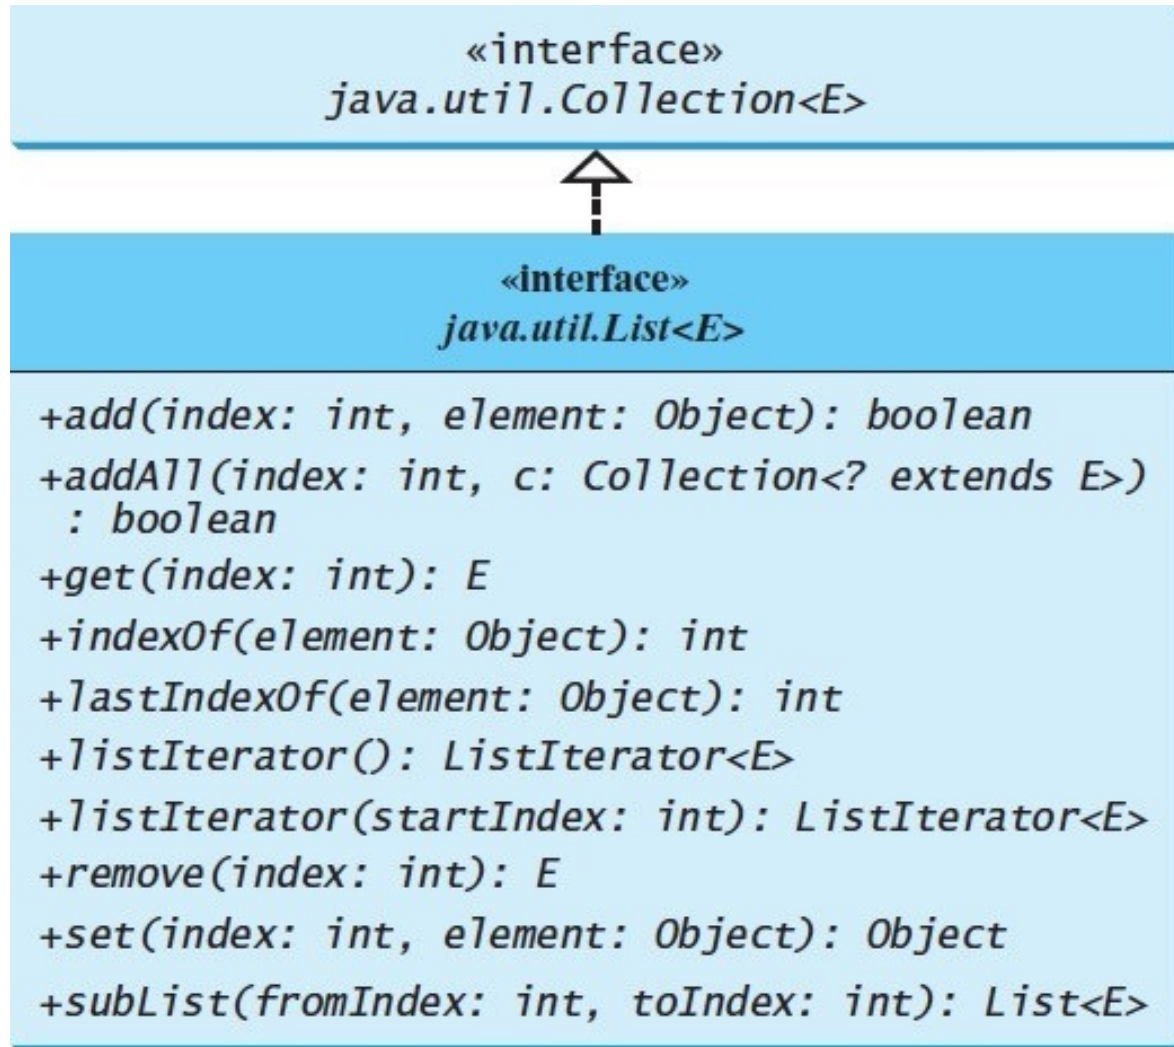 «interface»
java.util.Collection<E>
«interface»
java.util.List<E>
+add(index: int, element: Object): boolean
+addAll(index: int, c: Collection<? extends E>)
: boolean
+get(index: int): E
+indexOf(element: Object): int
+lastIndexOf(element: Object): int
+listIterator(): ListIterator<E>
+listIterator(startIndex: int): ListIterator<E>
+remove(index: int): E
+set(index: int, element: Object): Object
+subList(fromIndex: int, toIndex: int): List<E>